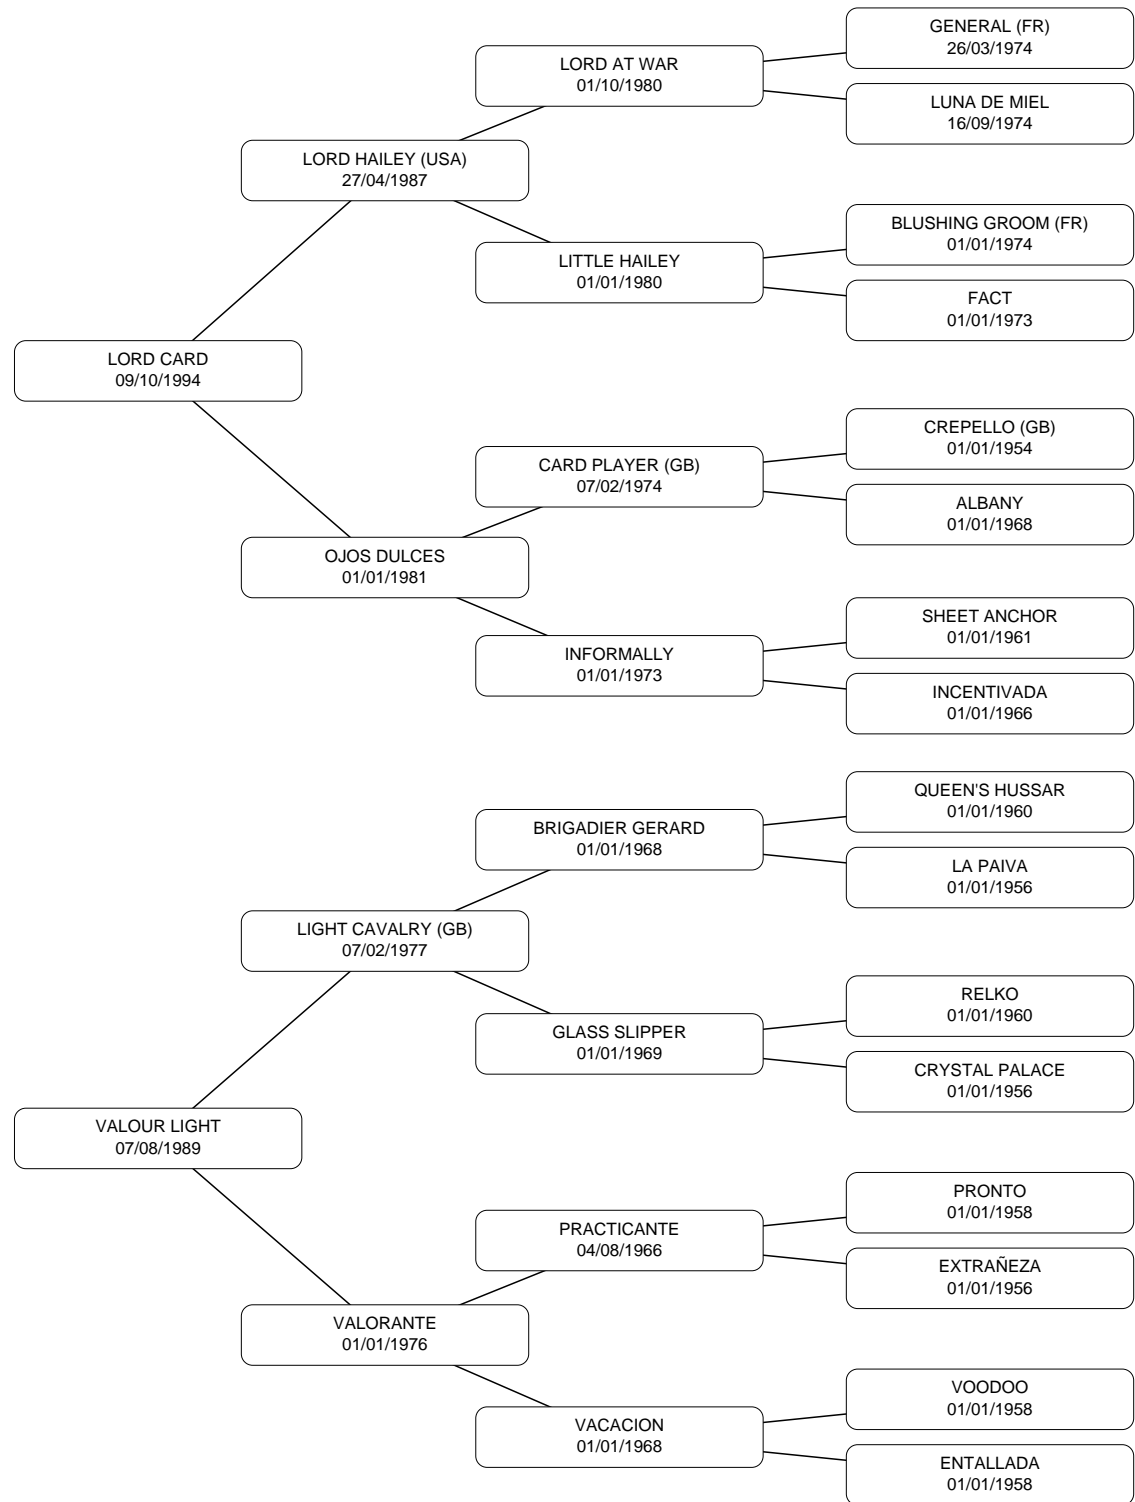 GENERAL (FR)
26/03/1974
LORD AT WAR
01/10/1980
LUNA DE MIEL
16/09/1974
LORD HAILEY (USA)
27/04/1987
BLUSHING GROOM (FR)
01/01/1974
LITTLE HAILEY
01/01/1980
FACT
01/01/1973
LORD CARD
09/10/1994
CREPELLO (GB)
01/01/1954
CARD PLAYER (GB)
07/02/1974
ALBANY
01/01/1968
OJOS DULCES
01/01/1981
SHEET ANCHOR
01/01/1961
INFORMALLY
01/01/1973
INCENTIVADA
01/01/1966
QUEEN'S HUSSAR
01/01/1960
BRIGADIER GERARD
01/01/1968
LA PAIVA
01/01/1956
LIGHT CAVALRY (GB)
07/02/1977
RELKO
01/01/1960
GLASS SLIPPER
01/01/1969
CRYSTAL PALACE
01/01/1956
VALOUR LIGHT
07/08/1989
PRONTO
01/01/1958
PRACTICANTE
04/08/1966
EXTRAÑEZA
01/01/1956
VALORANTE
01/01/1976
VOODOO
01/01/1958
VACACION
01/01/1968
ENTALLADA
01/01/1958